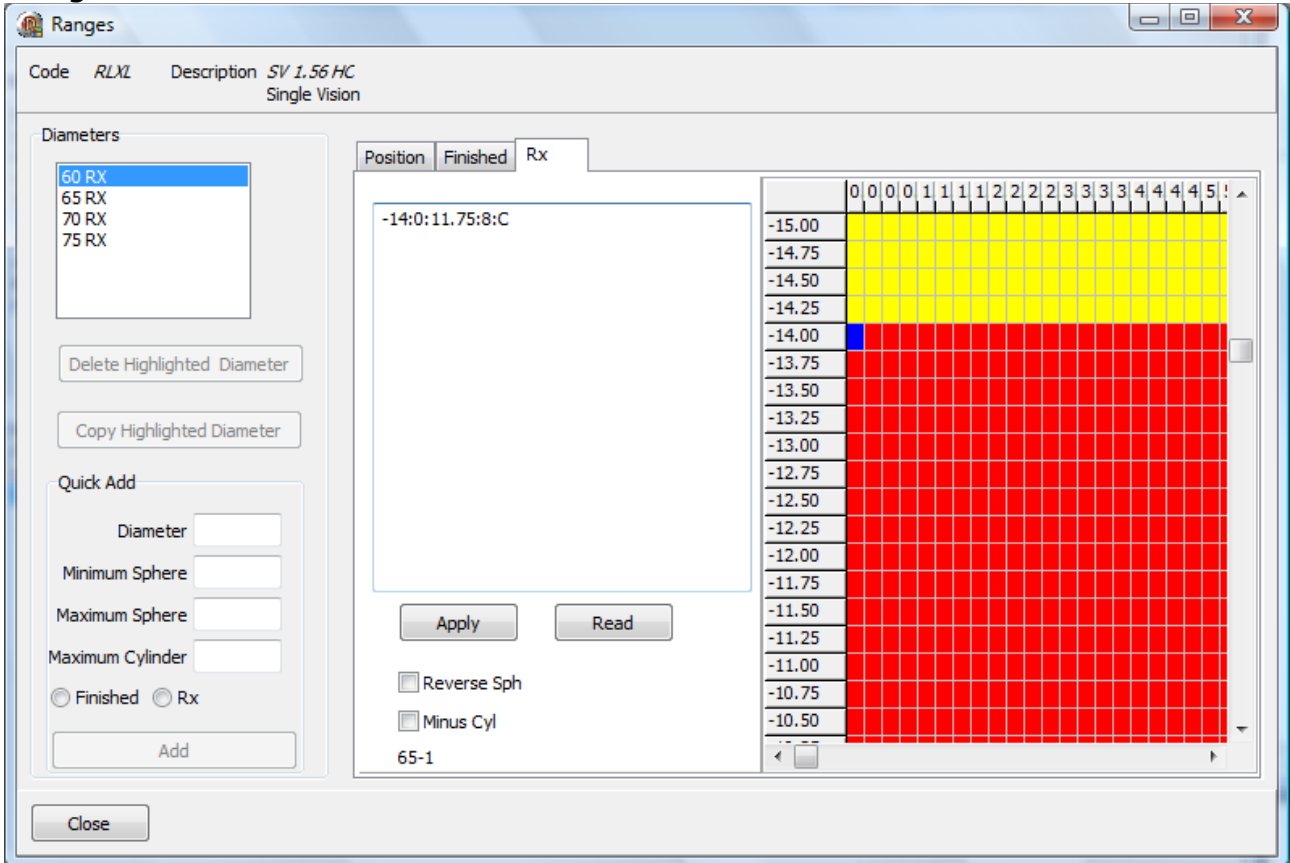 Ranges
Code RLXL Description SV 1.56 HC
Single Vision
Diameters
60 RX
65 RX
70 RX
75 RX
Delete Highlighted Diameter
Copy Highlighted Diameter
Quick Add
Diameter
Minimum Sphere
Maximum Sphere
Maximum Cylinder
Finished Rx
Add
Position Finished Rx
-14:0:11.75:8:C
Apply Read
Reverse Sph
Minus Cyl
65-1
0 0 0 0 1 1 1 1 2 2 2 2 3 3 3 3 4 4 4 4 5
-15.00
-14.75
-14.50
-14.25
-14.00
-13.75
-13.50
-13.25
-13.00
-12.75
-12.50
-12.25
-12.00
-11.75
-11.50
-11.25
-11.00
-10.75
-10.50
Close